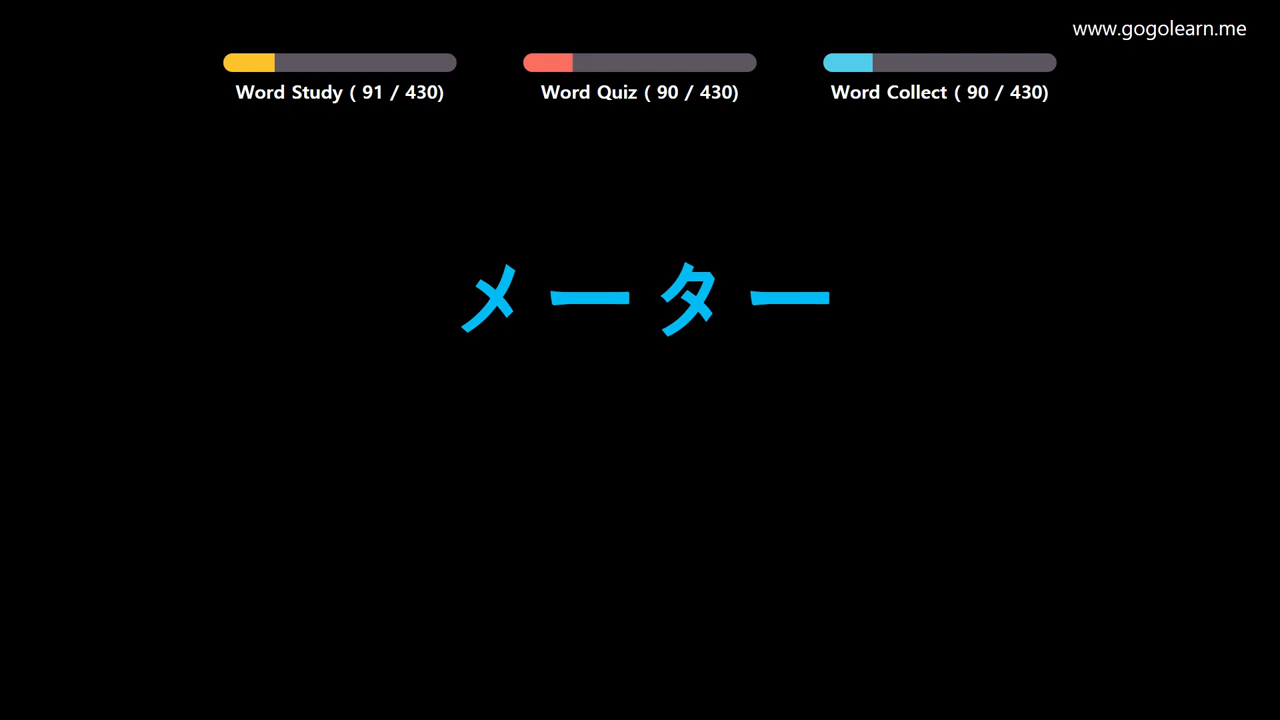 www.gogolearn.me
Word Study ( 91 / 430)
Word Quiz ( 90 / 430)
Word Collect ( 90 / 430)
メーター